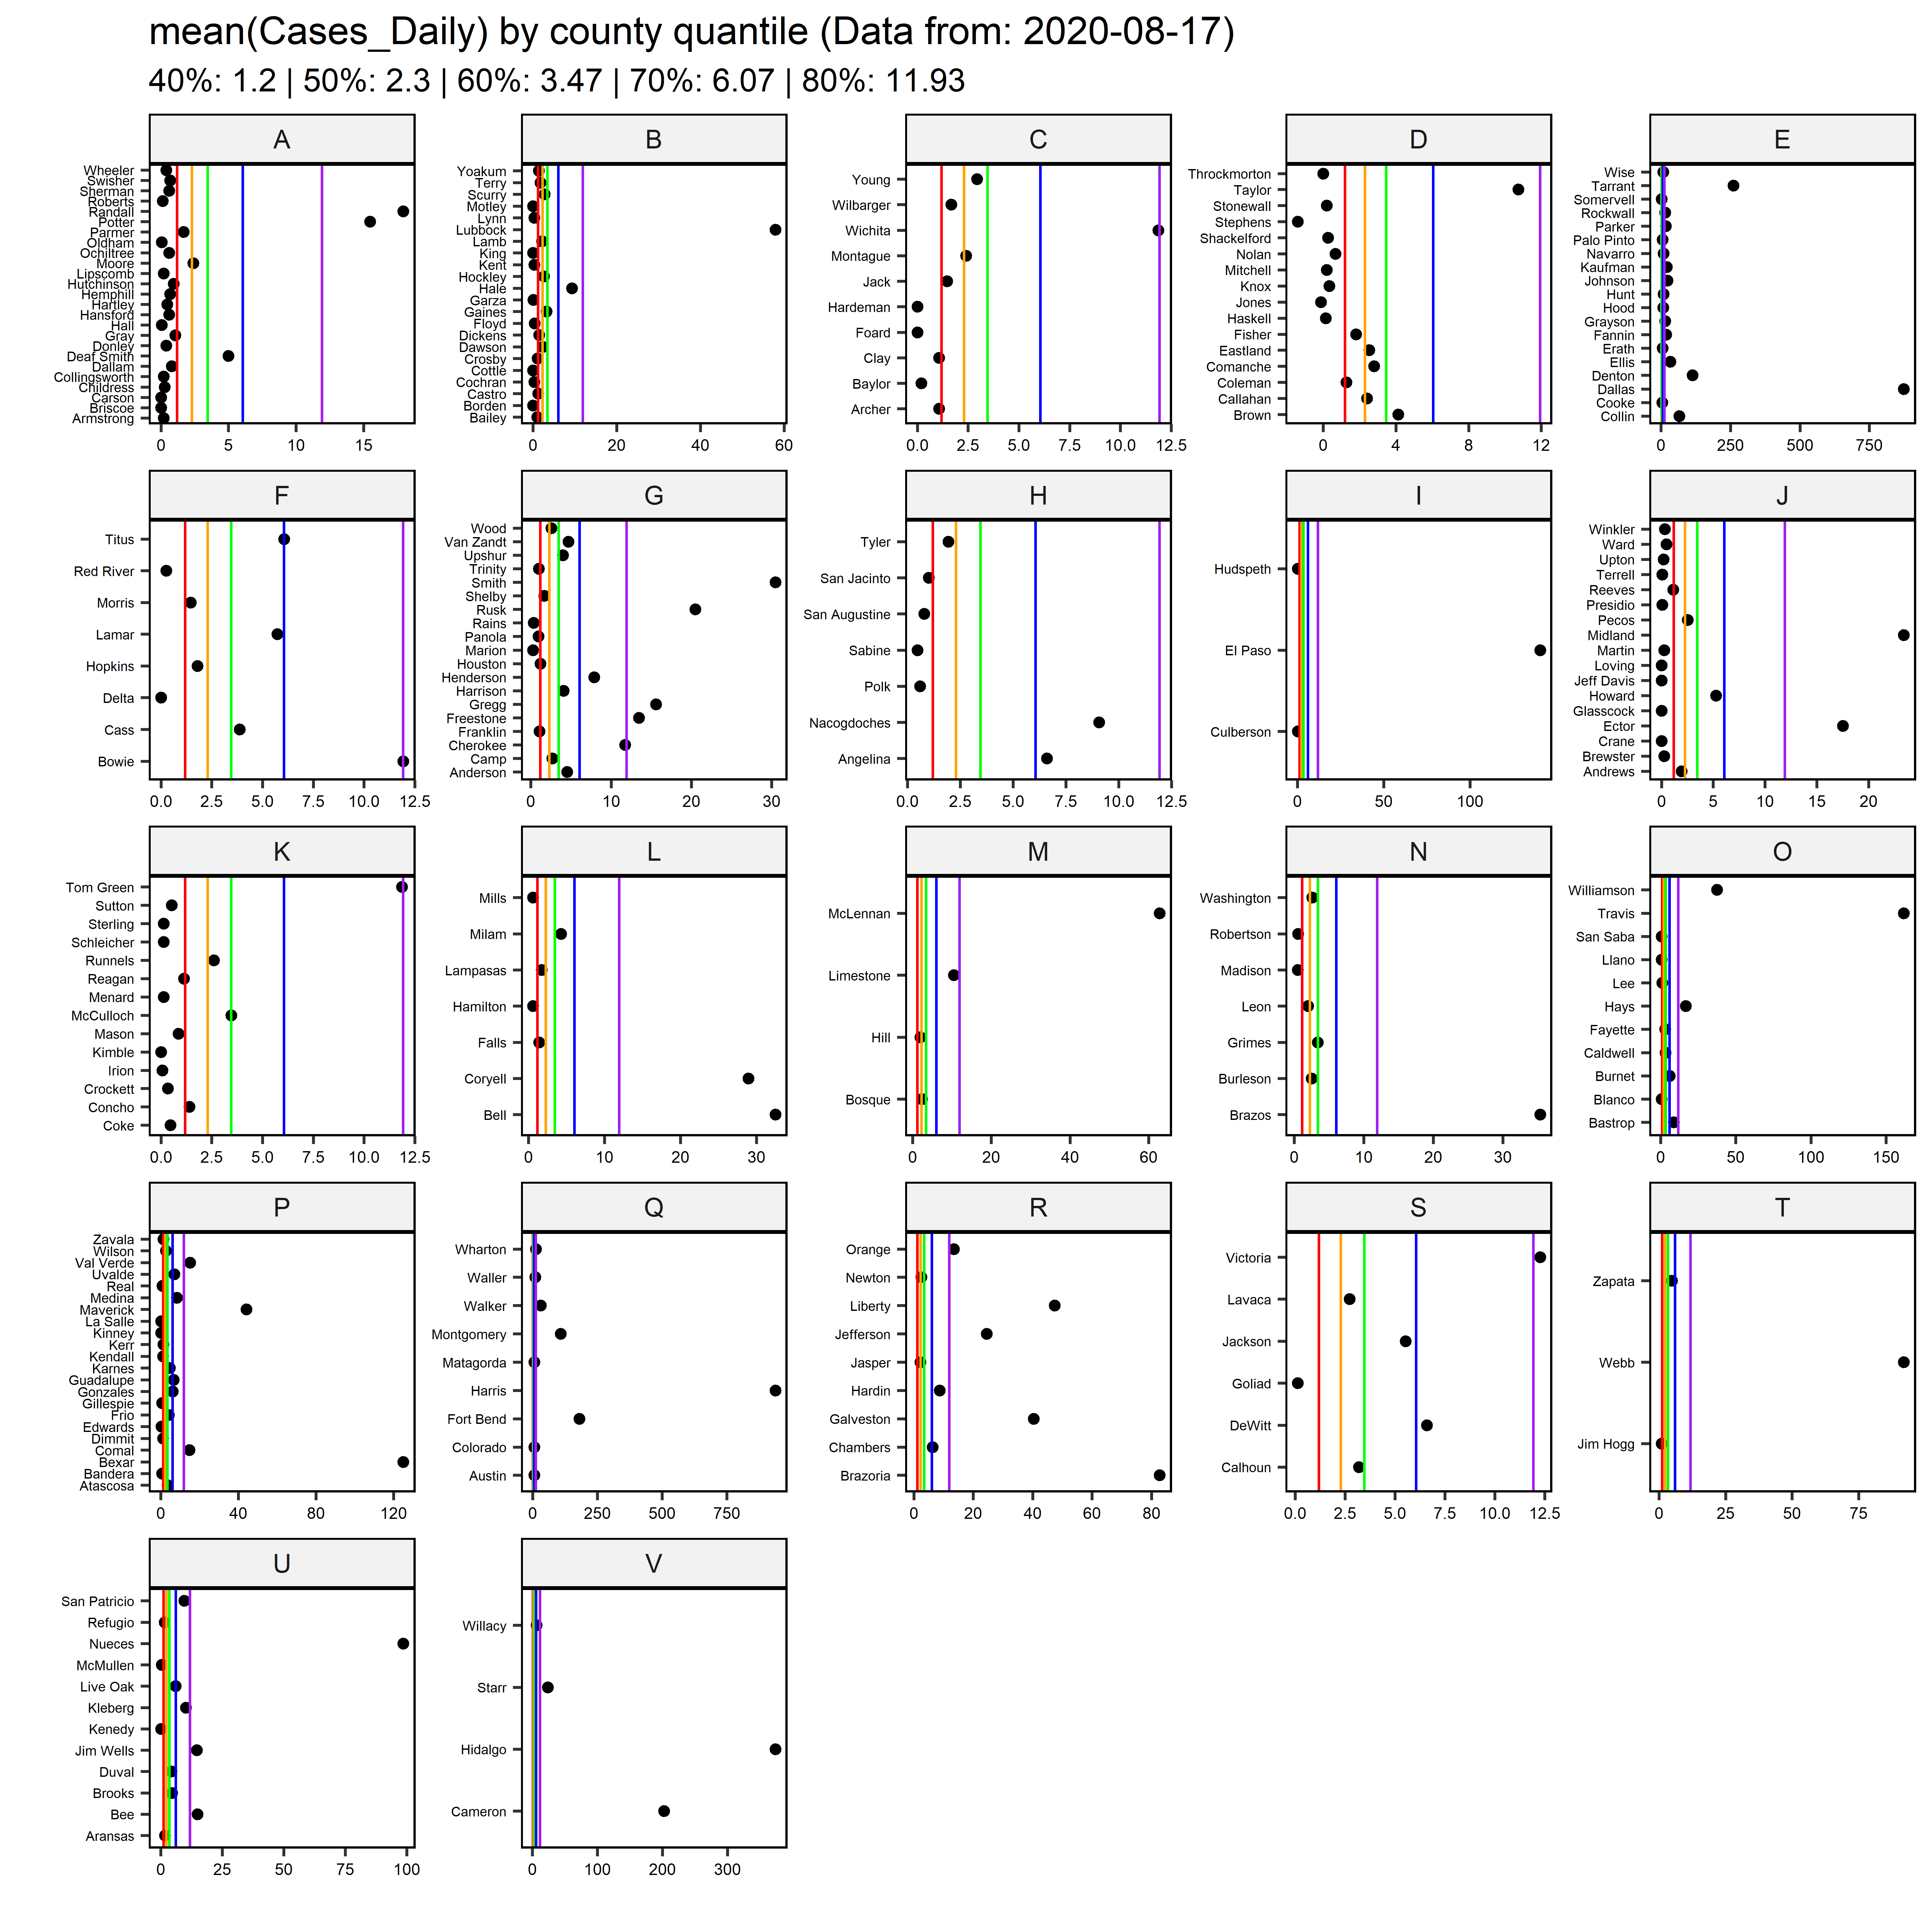 mean(Cases_Daily) by county quantile (Data from: 2020-08-17)
40%: 1.2 | 50%: 2.3 | 60%: 3.47 | 70%: 6.07 | 80%: 11.93
A
Wheeler
Swisher
Sherman
Roberts
Randall
Potter
Parmer
Oldham
Ochiltree
Moore
Lipscomb
Hutchinson
Hemphill
Hartley
Hansford
Hall
Gray
Donley
Deaf Smith
Dallam
Collingsworth
Childress
Carson
Briscoe
Armstrong
0 5 10 15
B
Yoakum
Terry
Scurry
Motley
Lynn
Lubbock
Lamb
King
Kent
Hockley
Hale
Garza
Gaines
Floyd
Dickens
Dawson
Crosby
Cottle
Cochran
Castro
Borden
Bailey
0 20 40 60
C
Young
Wilbarger
Wichita
Montague
Jack
Hardeman
Foard
Clay
Baylor
Archer
0.0 2.5 5.0 7.5 10.0 12.5
D
Throckmorton
Taylor
Stonewall
Stephens
Shackelford
Nolan
Mitchell
Knox
Jones
Haskell
Fisher
Eastland
Comanche
Coleman
Callahan
Brown
0 4 8 12
E
Wise
Tarrant
Somervell
Rockwall
Parker
Palo Pinto
Navarro
Kaufman
Johnson
Hunt
Hood
Grayson
Fannin
Erath
Ellis
Denton
Dallas
Cooke
Collin
0 250 500 750
F
Titus
Red River
Morris
Lamar
Hopkins
Delta
Cass
Bowie
0.0 2.5 5.0 7.5 10.0 12.5
G
Wood
Van Zandt
Upshur
Trinity
Smith
Shelby
Rusk
Rains
Panola
Marion
Houston
Henderson
Harrison
Gregg
Freestone
Franklin
Cherokee
Camp
Anderson
0 10 20 30
H
Tyler
San Jacinto
San Augustine
Sabine
Polk
Nacogdoches
Angelina
0.0 2.5 5.0 7.5 10.0 12.5
I
Hudspeth
El Paso
Culberson
0 50 100
J
Winkler
Ward
Upton
Terrell
Reeves
Presidio
Pecos
Midland
Martin
Loving
Jeff Davis
Howard
Glasscock
Ector
Crane
Brewster
Andrews
0 5 10 15 20
K
Tom Green
Sutton
Sterling
Schleicher
Runnels
Reagan
Menard
McCulloch
Mason
Kimble
Irion
Crockett
Concho
Coke
0.0 2.5 5.0 7.5 10.0 12.5
L
Mills
Milam
Lampasas
Hamilton
Falls
Coryell
Bell
0 10 20 30
M
McLennan
Limestone
Hill
Bosque
0 20 40 60
N
Washington
Robertson
Madison
Leon
Grimes
Burleson
Brazos
0 10 20 30
O
Williamson
Travis
San Saba
Llano
Lee
Hays
Fayette
Caldwell
Burnet
Blanco
Bastrop
0 50 100 150
P
Zavala
Wilson
Val Verde
Uvalde
Real
Medina
Maverick
La Salle
Kinney
Kerr
Kendall
Karnes
Guadalupe
Gonzales
Gillespie
Frio
Edwards
Dimmit
Comal
Bexar
Bandera
Atascosa
0 40 80 120
Q
Wharton
Waller
Walker
Montgomery
Matagorda
Harris
Fort Bend
Colorado
Austin
0 250 500 750
R
Orange
Newton
Liberty
Jefferson
Jasper
Hardin
Galveston
Chambers
Brazoria
0 20 40 60 80
S
Victoria
Lavaca
Jackson
Goliad
DeWitt
Calhoun
0.0 2.5 5.0 7.5 10.0 12.5
T
Zapata
Webb
Jim Hogg
0 25 50 75
U
San Patricio
Refugio
Nueces
McMullen
Live Oak
Kleberg
Kenedy
Jim Wells
Duval
Brooks
Bee
Aransas
0 25 50 75 100
V
Willacy
Starr
Hidalgo
Cameron
0 100 200 300